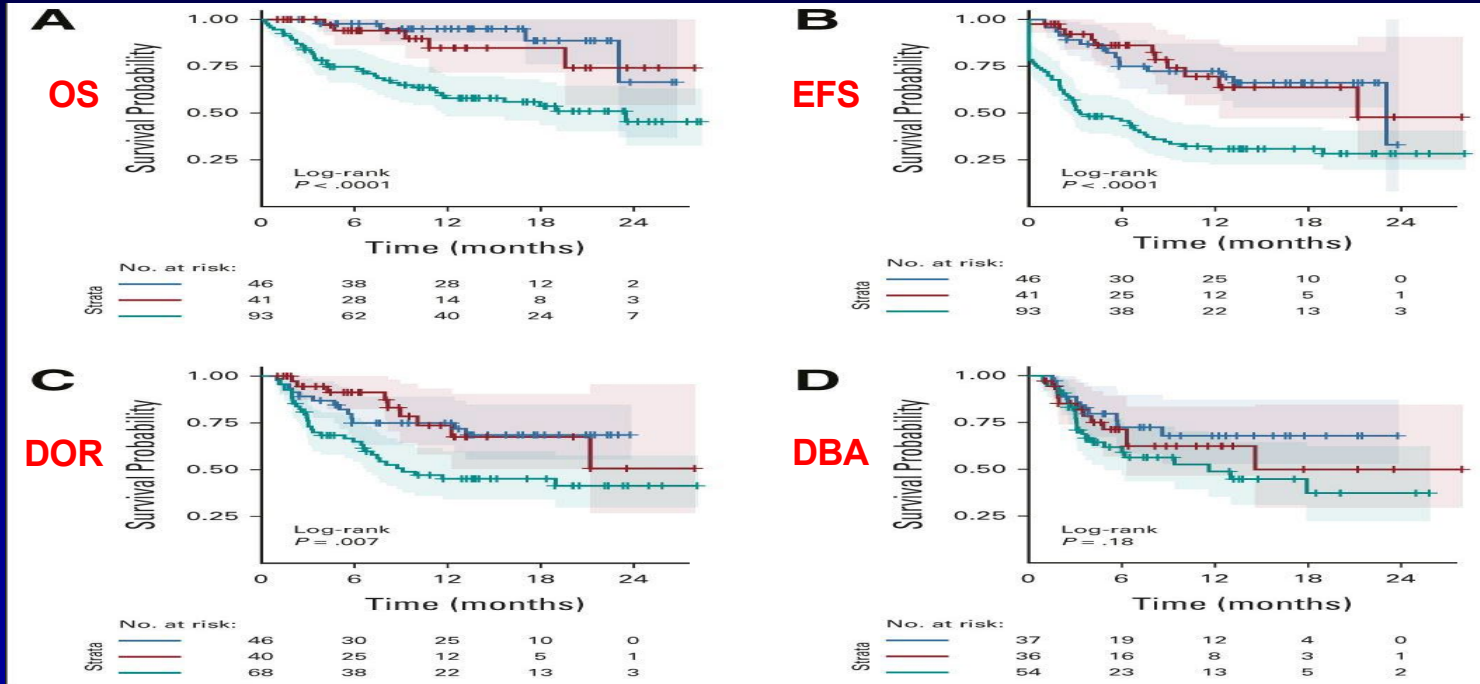 A
OS
Survival Probability
1.00
0.75
0.50
0.25
Log-rank
P < .0001
0 6 12 18 24
Time (months)
No. at risk:
Strata
46 38 28 12 2
41 28 14 8 3
93 62 40 24 7
B
EFS
Survival Probability
1.00
0.75
0.50
0.25
Log-rank
P < .0001
0 6 12 18 24
Time (months)
No. at risk:
Strata
46 30 25 10 0
41 25 12 5 1
93 38 22 13 3
C
DOR
Survival Probability
1.00
0.75
0.50
0.25
Log-rank
P = .007
0 6 12 18 24
Time (months)
No. at risk:
Strata
46 30 25 10 0
40 25 12 5 1
68 38 22 13 3
D
DBA
Survival Probability
1.00
0.75
0.50
0.25
Log-rank
P = .18
0 6 12 18 24
Time (months)
No. at risk:
Strata
37 19 12 4 0
36 16 8 3 1
54 23 13 5 2